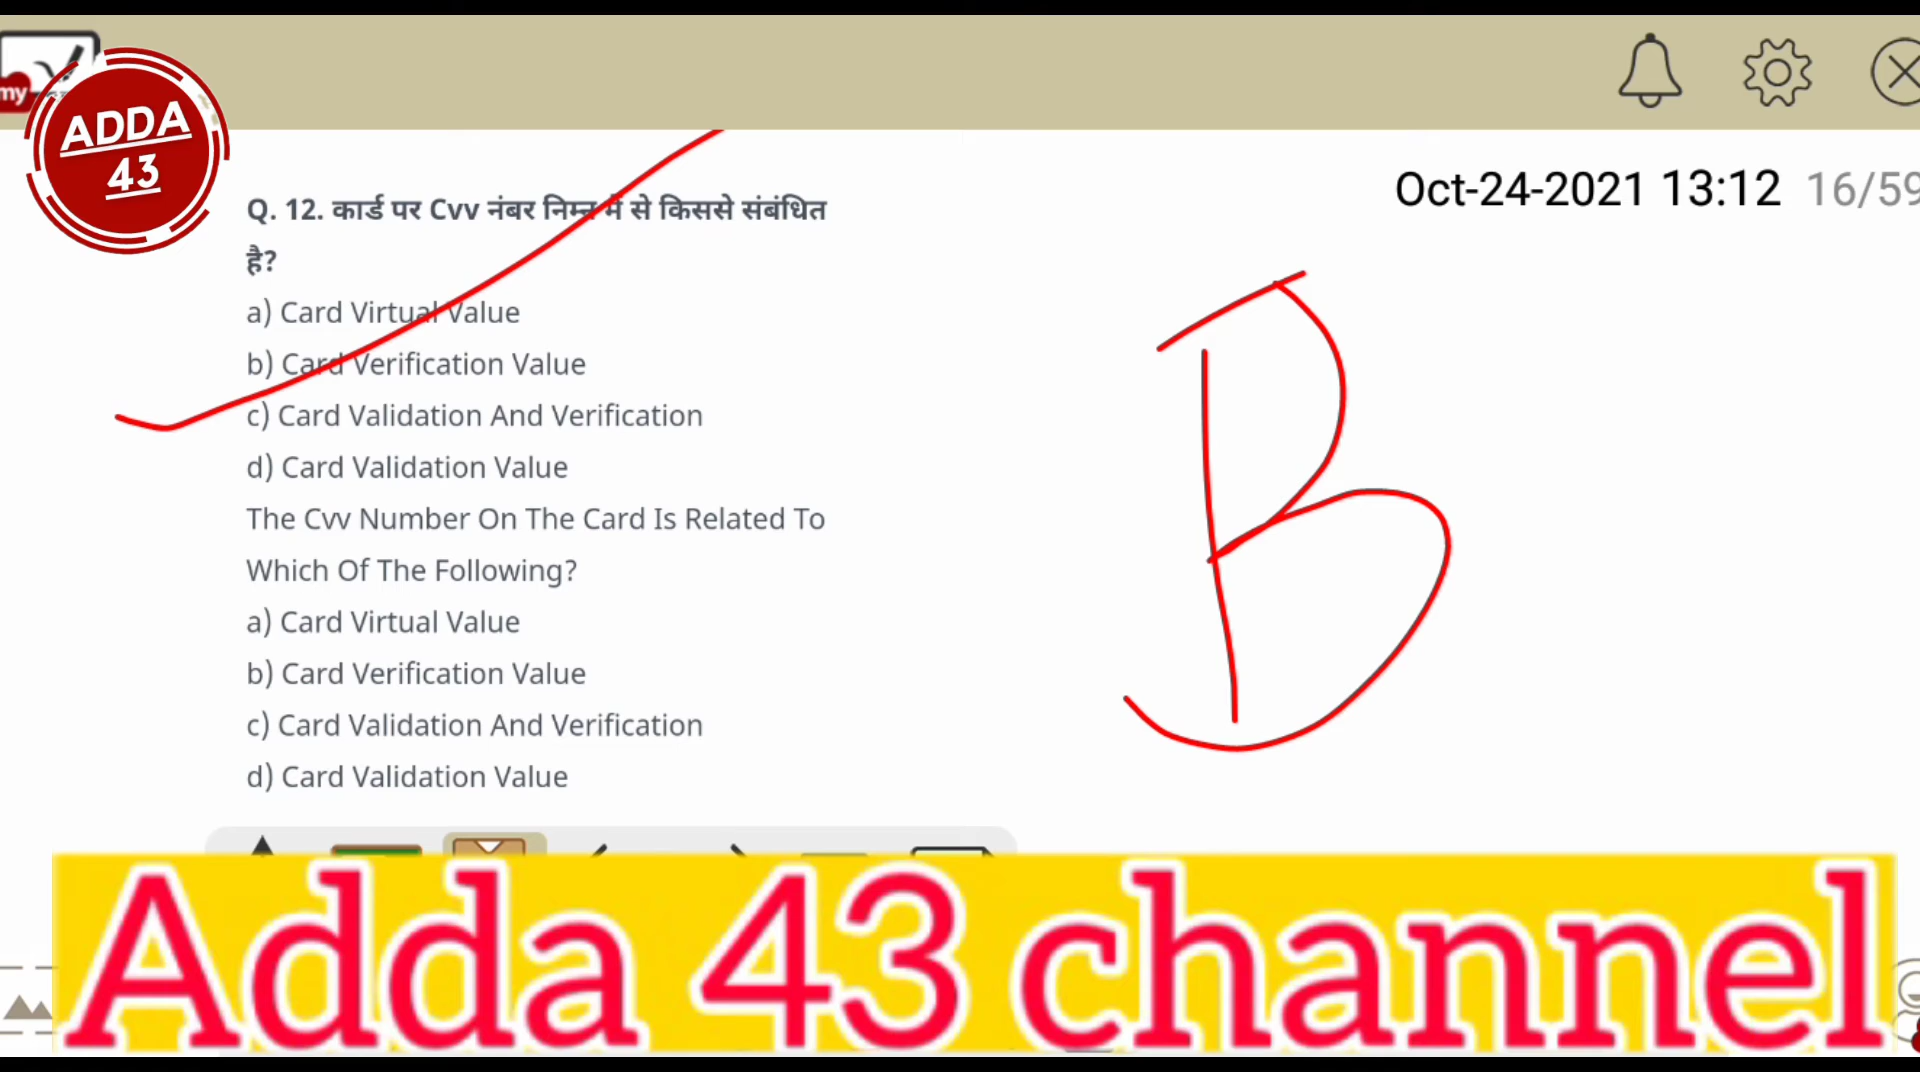 my
ADDA
43
Oct-24-2021 13:12 16/59
Q. 12. कार्ड पर Cvv नंबर निम्न में से किससे संबंधित
है?
a) Card Virtual Value
b) Card Verification Value
c) Card Validation And Verification
d) Card Validation Value
The Cvv Number On The Card Is Related To
Which Of The Following?
a) Card Virtual Value
b) Card Verification Value
c) Card Validation And Verification
d) Card Validation Value
B
Adda 43 channel